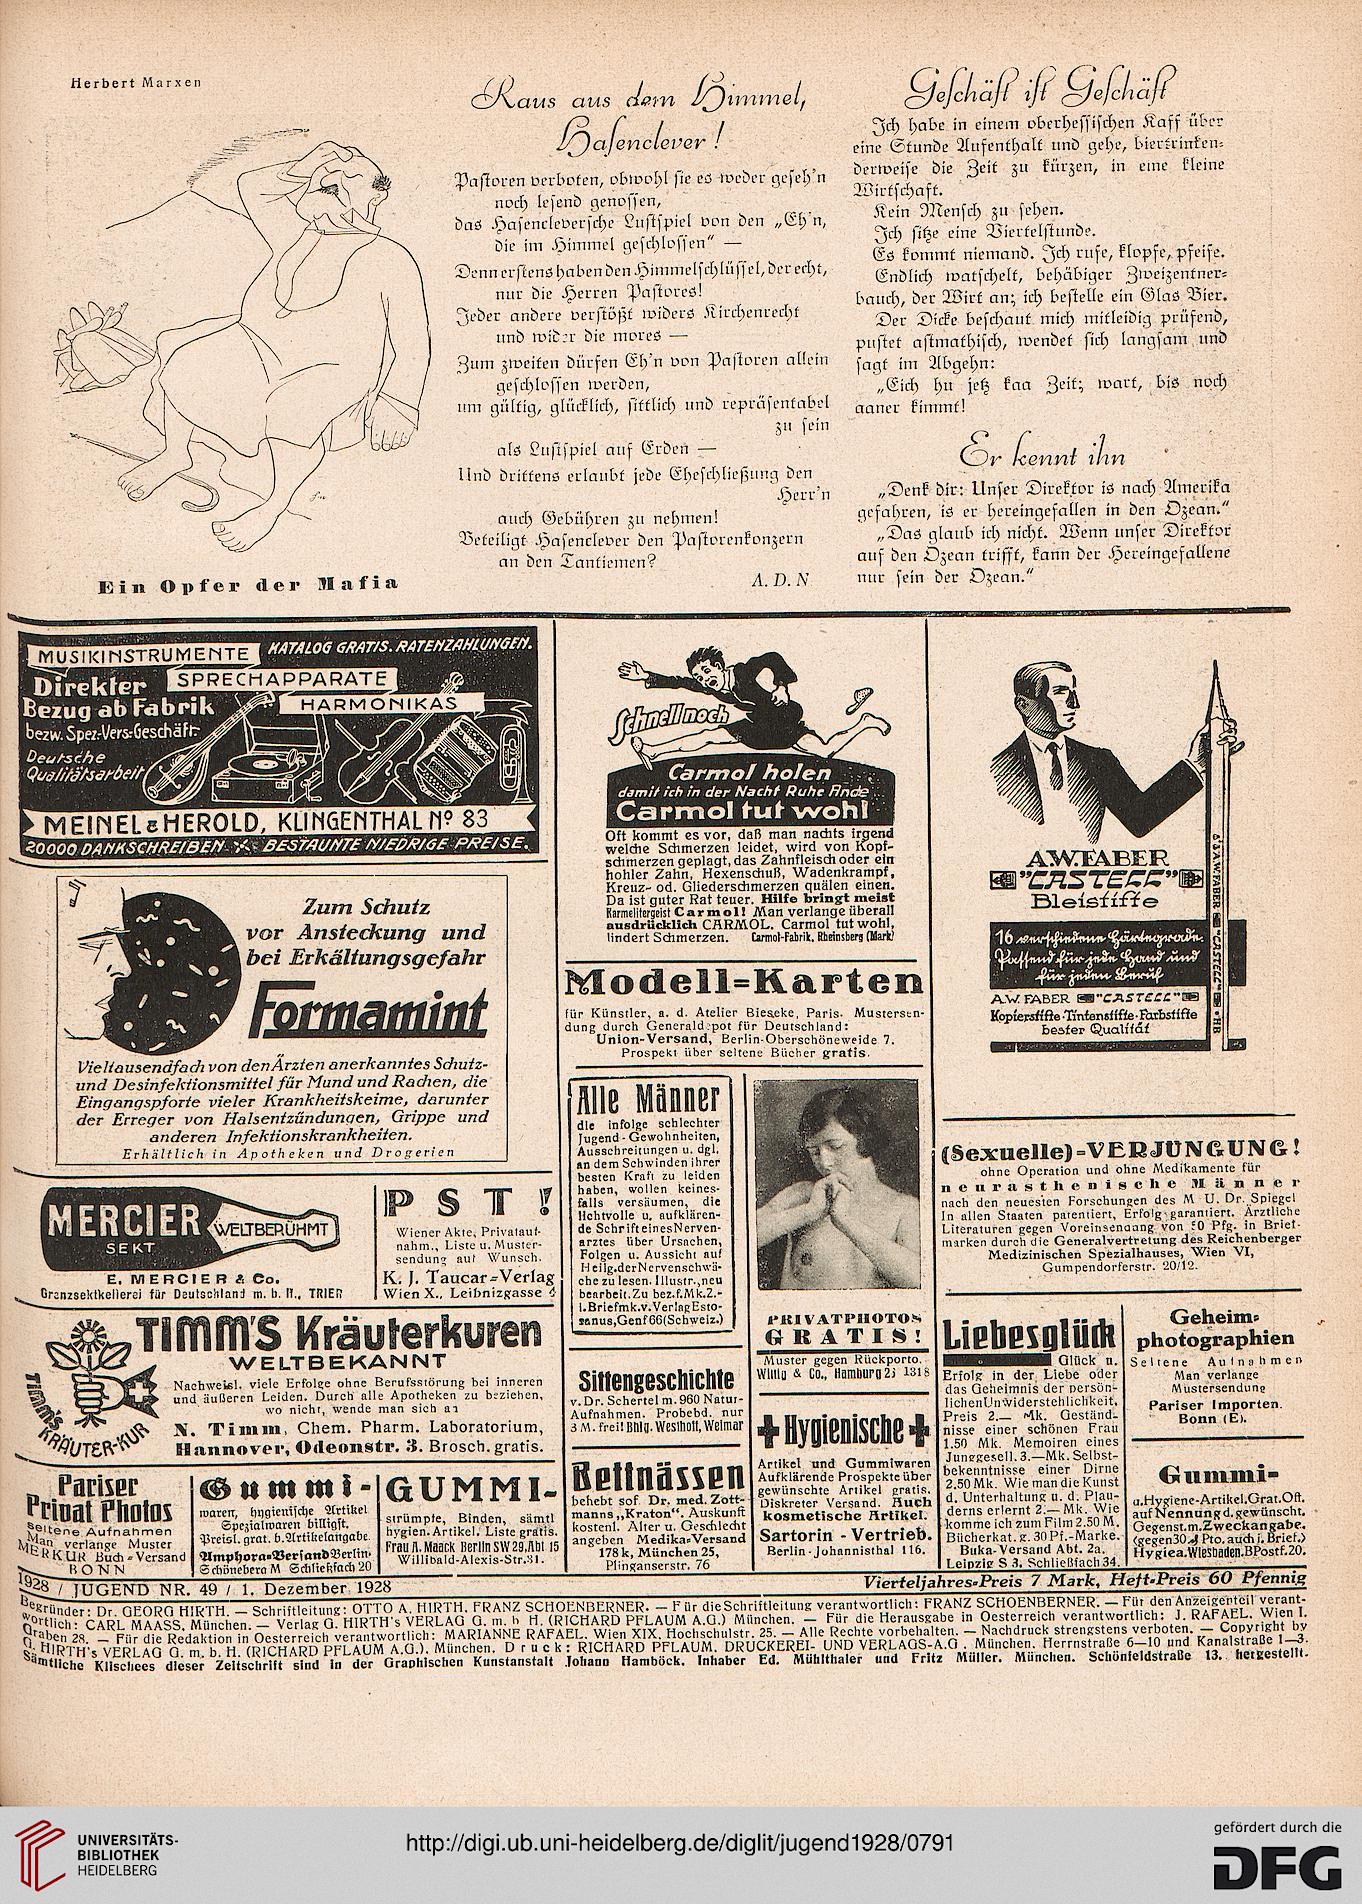 Herbert Marxen
Ein Opfer der Mafia
Raus aus dem Himmel,
Hasenclever!
Pastoren verboten, obwohl sie es weder geseh'n
noch lesend genossen,
das Hasencleversche Lustspiel von den „Eh'n,
die im Himmel geschlossen“ —
Denn erstens haben den Himmelschlüssel, der echt,
nur die Herren Pastores!
Jeder andere verstößt widers Kirchenrecht
und wider die mores —
Zum zweiten dürfen Eh'n von Pastoren allein
geschlossen werden,
um gültig, glücklich, sittlich und repräsentabel
zu sein
als Lustspiel auf Erden —
Und drittens erlaubt jede Eheschließung den
Herr'n
auch Gebühren zu nehmen!
Beteiligt Hasenclever den Pastorenkonzern
an den Tantiemen?
A. D. N
Geschäft ist Geschäft
Ich habe in einem oberhessischen Kaff über
eine Stunde Aufenthalt und gehe, biertrinken-
derweise die Zeit zu kürzen, in eine kleine
Wirtschaft.
Kein Mensch zu sehen.
Ich sitze eine Viertelstunde.
Es kommt niemand. Ich rufe, klopfe, pfeife.
Endlich watschelt, behäbiger Zweizentner-
bauch, der Wirt an; ich bestelle ein Glas Bier.
Der Dicke beschaut mich mitleidig prüfend,
pustet astmathisch, wendet sich langsam und
sagt im Abgehn:
„Eich hu jetz kaa Zeit; wart, bis noch
aaner kimmt!
Er kennt ihn
„Denk dir: Unser Direktor is nach Amerika
gefahren, is er hereingefallen in den Ozean.“
„Das glaub ich nicht. Wenn unser Direktor
auf den Ozean trifft, kann der Hereingefallene
nur sein der Ozean.“
MUSIKINSTRUMENTE
KATALOG GRATIS. RATENZAHLUNGEN.
SPRECHAPPARATE
HARMONIKAS
Direkter
Bezug ab Fabrik
bezw. Spez.-Vers.-Geschäft
Deutsche
Qualitätsarbeit
MEINEL & HEROLD, KLINGENTHAL No 83
20000 DANKSCHREIBEN. BESTAUNTE NIEDRIGE PREISE.
Zum Schutz
vor Ansteckung und
bei Erkältungsgefahr
Formamint
Vieltausendfach von den Ärzten anerkanntes Schutz-
und Desinfektionsmittel für Mund und Rachen, die
Eingangspforte vieler Krankheitskeime, darunter
der Erreger von Halsentzündungen, Grippe und
anderen Infektionskrankheiten.
Erhältlich in Apotheken und Drogerien
MERCIER
SEKT
WELTBERÜHMT
E. MERCIER & Co.
Grenzsektkellerei für Deutschland m. b. H., TRIER
PST!
Wiener Akte, Privatauf-
nahm., Liste u. Muster-
sendung auf Wunsch.
K. J. Taucar-Verlag
Wien X., Leibnizgasse 4
TIMM'S Kräuterkuren
WELTBEKANNT
TIMM'S
KRÄUTER-KUR
Nachweisl. viele Erfolge ohne Berufsstörung bei inneren
und äußeren Leiden. Durch alle Apotheken zu beziehen,
wo nicht, wende man sich an
N. Timm, Chem. Pharm. Laboratorium,
Hannover, Odeonstr. 3. Brosch. gratis.
Pariser
Privat Photos
seltene Aufnahmen
Man verlange Muster
MERKUR Buch-Versand
BONN
Gummi-
waren, hygienische Artikel
Spezialwaren billigst.
Preisl. grat. b. Artikelangabe.
Amphora-Versand Berlin-
Schöneberg M Schließfach 20
GUMMI-
strümpfe, Binden, sämtl
hygien. Artikel. Liste gratis.
Frau A. Maack Berlin SW 29, Abt 15
Willibald-Alexis-Str. 31.
Schnell noch
Carmol holen
damit ich in der Nacht Ruhe finde
Carmol tut wohl
Oft kommt es vor, daß man nachts irgend
welche Schmerzen leidet, wird von Kopf-
schmerzen geplagt, das Zahnfleisch oder ein
hohler Zahn, Hexenschuß, Wadenkrampf,
Kreuz- od. Gliederschmerzen quälen einen.
Da ist guter Rat teuer. Hilfe bringt meist
Karmelitergeist Carmol! Man verlange überall
ausdrücklich CARMOL. Carmol tut wohl,
lindert Schmerzen. Carmol-Fabrik, Rheinsberg (Mark)
Modell-Karten
für Künstler, a. d. Atelier Bieseke, Paris. Mustersen-
dung durch Generaldepot für Deutschland:
Union-Versand, Berlin-Oberschöneweide 7.
Prospekt über seltene Bücher gratis.
Alle Männer
die infolge schlechter
Jugend-Gewohnheiten,
Ausschreitungen u. dgl.
an dem Schwinden ihrer
besten Kraft zu leiden
haben, wollen keines-
falls versäumen, die
lichtvolle u. aufklären-
de Schrift eines Nerven-
arztes über Ursachen,
Folgen u. Aussicht auf
Heilg. der Nervenschwä-
che zu lesen. Illustr., neu
bearbeit. Zu bez. f. Mk. 2.-
i. Briefmk. v. Verlag Esto-
sanus, Genf 66 (Schweiz.)
Sittengeschichte
v. Dr. Schertel m. 960 Natur-
Aufnahmen. Probebd. nur
3 M. frei! Bhlg. Westhoff, Weimar
Bettnässen
behebt sof. Dr. med. Zott-
manns „Kraton“. Auskunft
kostenl. Alter u. Geschlecht
angeben Medika-Versand
178 k, München 25,
Plinganserstr. 76
PRIVATPHOTOS
GRATIS!
Muster gegen Rückporto.
Willig & Co., Hamburg 23 1318
Hygienische
Artikel und Gummiwaren
Aufklärende Prospekte über
gewünschte Artikel gratis.
Diskreter Versand. Auch
kosmetische Artikel.
Sartorin - Vertrieb.
Berlin-Johannisthal 116.
A.W. FABER
"CASTELL"
Bleistifte
16 verschiedene Härtegrade.
Passend für jede Hand und
für jeden Beruf
A.W. FABER "CASTELL"
Kopierstifte-Tintenstifte-Farbstifte
bester Qualität
A.W. FABER "CASTELL" HB
(Sexuelle)-VERJÜNGUNG!
ohne Operation und ohne Medikamente für
neurasthenische Männer
nach den neuesten Forschungen des M. U. Dr. Spiegel
In allen Staaten patentiert, Erfolg garantiert. Ärztliche
Literaturen gegen Voreinsendung von 50 Pfg. in Brief-
marken durch die Generalvertretung des Reichenberger
Medizinischen Spezialhauses, Wien VI,
Gumpendorferstr. 20/12.
Liebesglück
Glück u.
Erfolg in der Liebe oder
das Geheimnis der persön-
lichen Unwiderstehlichkeit.
Preis 2.— Mk. Geständ-
nisse einer schönen Frau
1.50 Mk. Memoiren eines
Junggesell. 3.— Mk. Selbst-
bekenntnisse einer Dirne
2.50 Mk. Wie man die Kunst
d. Unterhaltung u. d. Plau-
derns erlernt 2.— Mk. Wie
komme ich zum Film 2.50 M.
Bücherkat. g. 30 Pf.-Marke.
Buka-Versand Abt. 2a.
Leipzig S 3, Schließfach 34.
Geheim-
photographien
Seltene Aufnahmen
Man verlange
Mustersendung
Pariser Importen.
Bonn (E).
Gummi-
u. Hygiene-Artikel. Grat. Off.
auf Nennung d. gewünscht.
Gegenst. m. Zweckangabe.
(gegen 30 Pto. auch i. Brief.)
Hygiea. Wiesbaden. B Postf. 20.
1928 / JUGEND NR. 49 / 1. Dezember 1928
Vierteljahres-Preis 7 Mark, Heft-Preis 60 Pfennig
Begründer: Dr. GEORG HIRTH. — Schriftleitung: OTTO A. HIRTH. FRANZ SCHOENBERNER. — Für die Schriftleitung verantwortlich: FRANZ SCHOENBERNER. — Für den Anzeigenteil verant-
wortlich: CARL MAASS, München. — Verlag G. HIRTH's VERLAG G. m. b. H. (RICHARD PFLAUM A.G.) München. — Für die Herausgabe in Oesterreich verantwortlich: J. RAFAEL. Wien I.
Graben 28. — Für die Redaktion in Oesterreich verantwortlich: MARIANNE RAFAEL. Wien XIX, Hochschulstr. 25. — Alle Rechte vorbehalten. — Nachdruck strengstens verboten. — Copyright by
G. HIRTH's VERLAG G. m. b. H. (RICHARD PFLAUM A.G.), München. Druck: RICHARD PFLAUM, DRUCKEREI- UND VERLAGS-A.G. München, Herrnstraße 6—10 und Kanalstraße 1—3.
Sämtliche Klischees dieser Zeitschrift sind in der Graphischen Kunstanstalt Johann Hamböck. Inhaber Ed. Mühlthaler und Fritz Müller. München. Schönfeldstraße 13. hergestellt.
UNIVERSITÄTS-
BIBLIOTHEK
HEIDELBERG
http://digi.ub.uni-heidelberg.de/diglit/jugend1928/0791
gefördert durch die
DFG